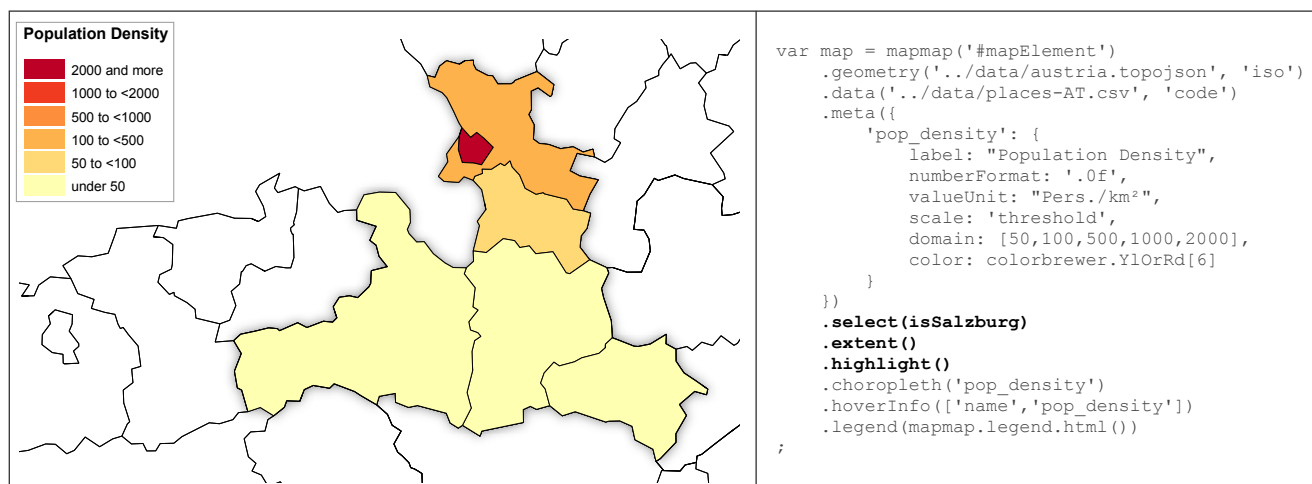 Population Density
2000 and more
1000 to <2000
500 to <1000
100 to <500
50 to <100
under 50
var map = mapmap('#mapElement')
    .geometry('../data/austria.topojson', 'iso')
    .data('../data/places-AT.csv', 'code')
    .meta({
        'pop_density': {
            label: "Population Density",
            numberFormat: '.0f',
            valueUnit: "Pers./km²",
            scale: 'threshold',
            domain: [50,100,500,1000,2000],
            color: colorbrewer.YlOrRd[6]
        }
    })
    .select(isSalzburg)
    .extent()
    .highlight()
    .choropleth('pop_density')
    .hoverInfo(['name','pop_density'])
    .legend(mapmap.legend.html())
;